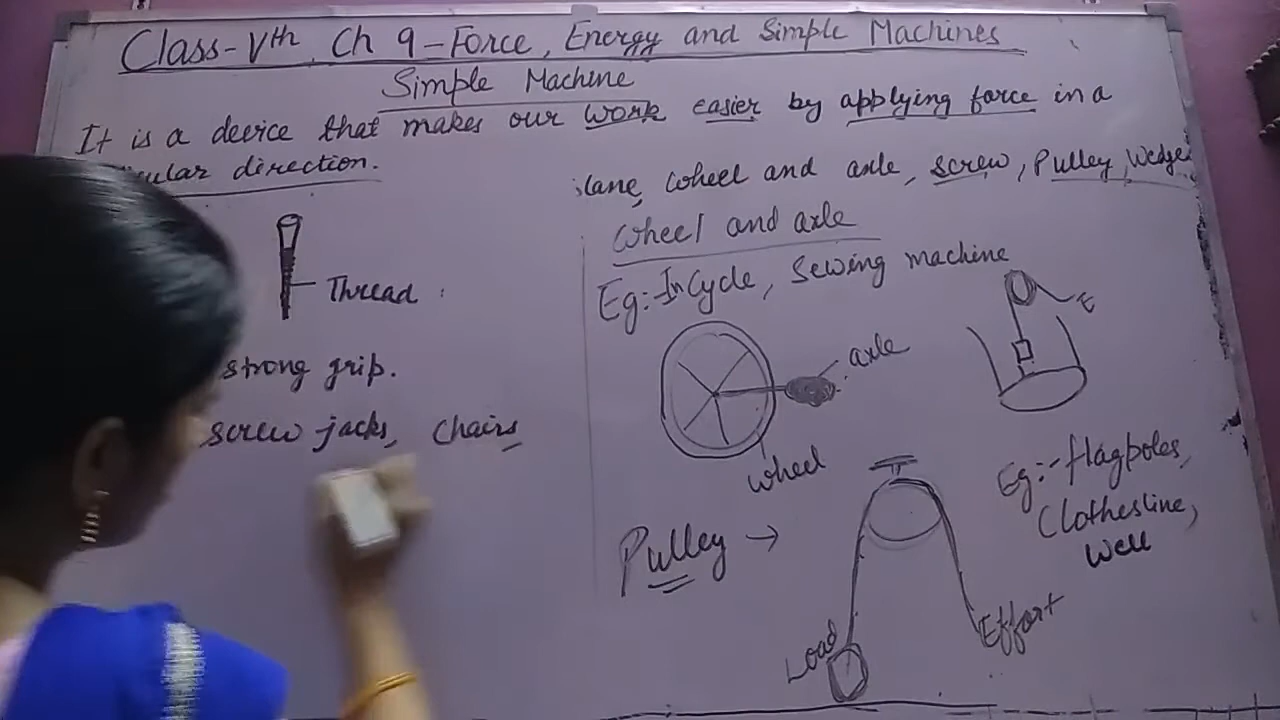 Class-Vth, Ch 9-Force, Energy and Simple Machines
Simple Machine
It is a device that makes our work easier by applying force in a
direction.
wheel and axle, screw, Pulley, Wedge
Thread
strong grip.
screw jacks, Chairs
Wheel and axle
Eg:- In Cycle, Sewing machine
axle
wheel
E
Eg:- flagpoles,
Clothesline,
Well
Pulley →
Load
Effort